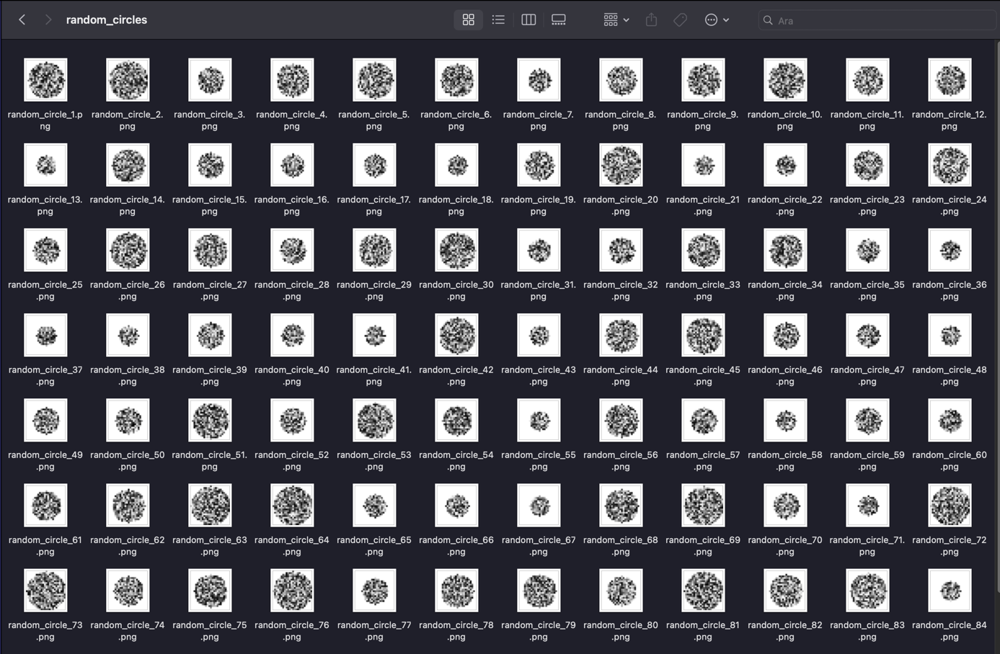 random_circles
Ara
random_circle_1.p random_circle_2. random_circle_3. random_circle_4. random_circle_5. random_circle_6. random_circle_7. random_circle_8. random_circle_9. random_circle_10. random_circle_11. random_circle_12.
ng png png png png png png png png png png png
random_circle_13. random_circle_14. random_circle_15. random_circle_16. random_circle_17. random_circle_18. random_circle_19. random_circle_20 random_circle_21 random_circle_22 random_circle_23 random_circle_24
png png png png png png png .png .png .png .png .png
random_circle_25 random_circle_26 random_circle_27 random_circle_28 random_circle_29 random_circle_30 random_circle_31. random_circle_32 random_circle_33 random_circle_34 random_circle_35 random_circle_36
.png .png .png .png .png .png png .png .png .png .png .png
random_circle_37 random_circle_38 random_circle_39 random_circle_40 random_circle_41. random_circle_42 random_circle_43 random_circle_44 random_circle_45 random_circle_46 random_circle_47 random_circle_48
.png .png .png .png png .png .png .png .png .png .png .png
random_circle_49 random_circle_50 random_circle_51. random_circle_52 random_circle_53 random_circle_54 random_circle_55 random_circle_56 random_circle_57 random_circle_58 random_circle_59 random_circle_60
.png .png png .png .png .png .png .png .png .png .png .png
random_circle_61 random_circle_62 random_circle_63 random_circle_64 random_circle_65 random_circle_66 random_circle_67 random_circle_68 random_circle_69 random_circle_70 random_circle_71. random_circle_72
.png .png .png .png .png .png .png .png .png .png png .png
random_circle_73 random_circle_74 random_circle_75 random_circle_76 random_circle_77 random_circle_78 random_circle_79 random_circle_80 random_circle_81 random_circle_82 random_circle_83 random_circle_84
.png .png .png .png .png .png .png .png .png .png .png .png